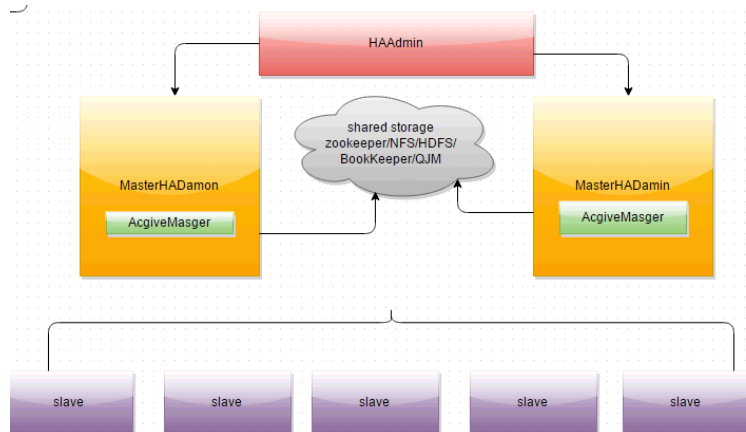 HAAdmin
shared storage
zookeeper/NFS/HDFS/
BookKeeper/QJM
MasterHADamon
AcgiveMasger
MasterHADamin
AcgiveMasger
slave
slave
slave
slave
slave